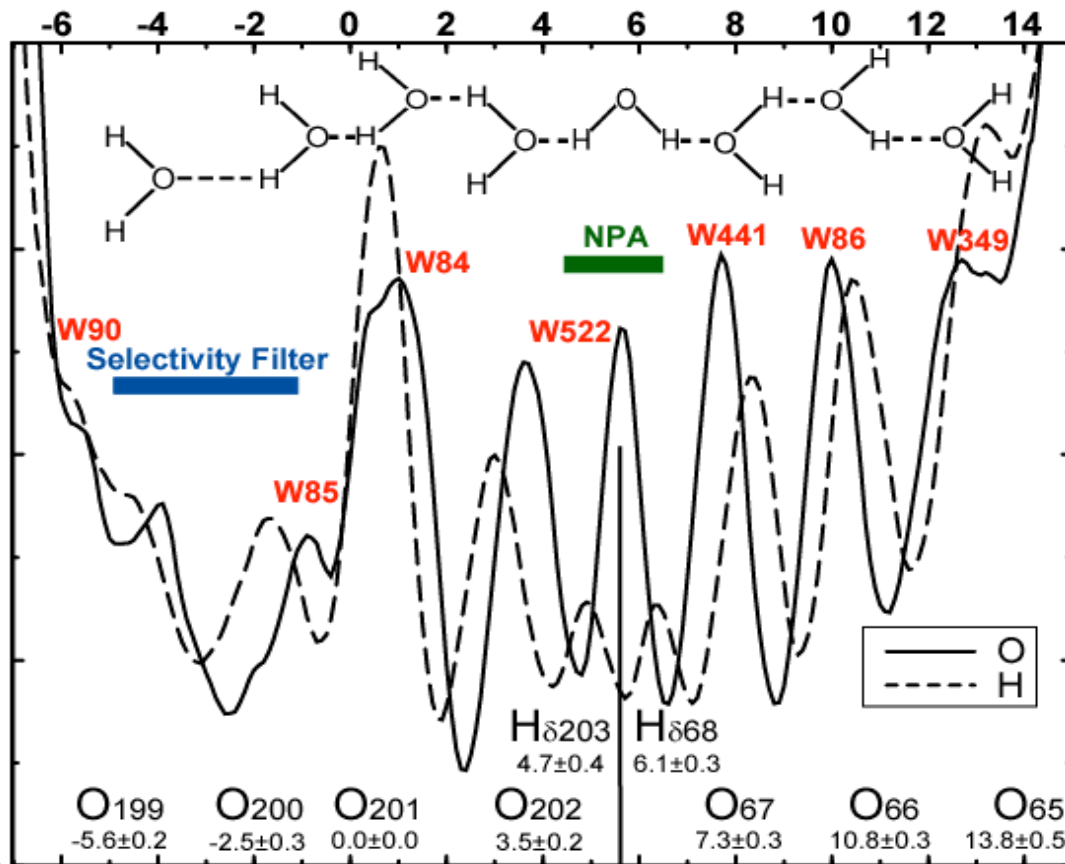 -6 -4 -2 0 2 4 6 8 10 12 14
H H O H H O H H O H H O H H O H H O H H O H H O H H
NPA
W441 W86 W349
W84
W90 W522
Selectivity Filter
W85
O
H
Hδ203 Hδ68
4.7±0.4 6.1±0.3
O199 O200 O201 O202 O67 O66 O65
-5.6±0.2 -2.5±0.3 0.0±0.0 3.5±0.2 7.3±0.3 10.8±0.3 13.8±0.5